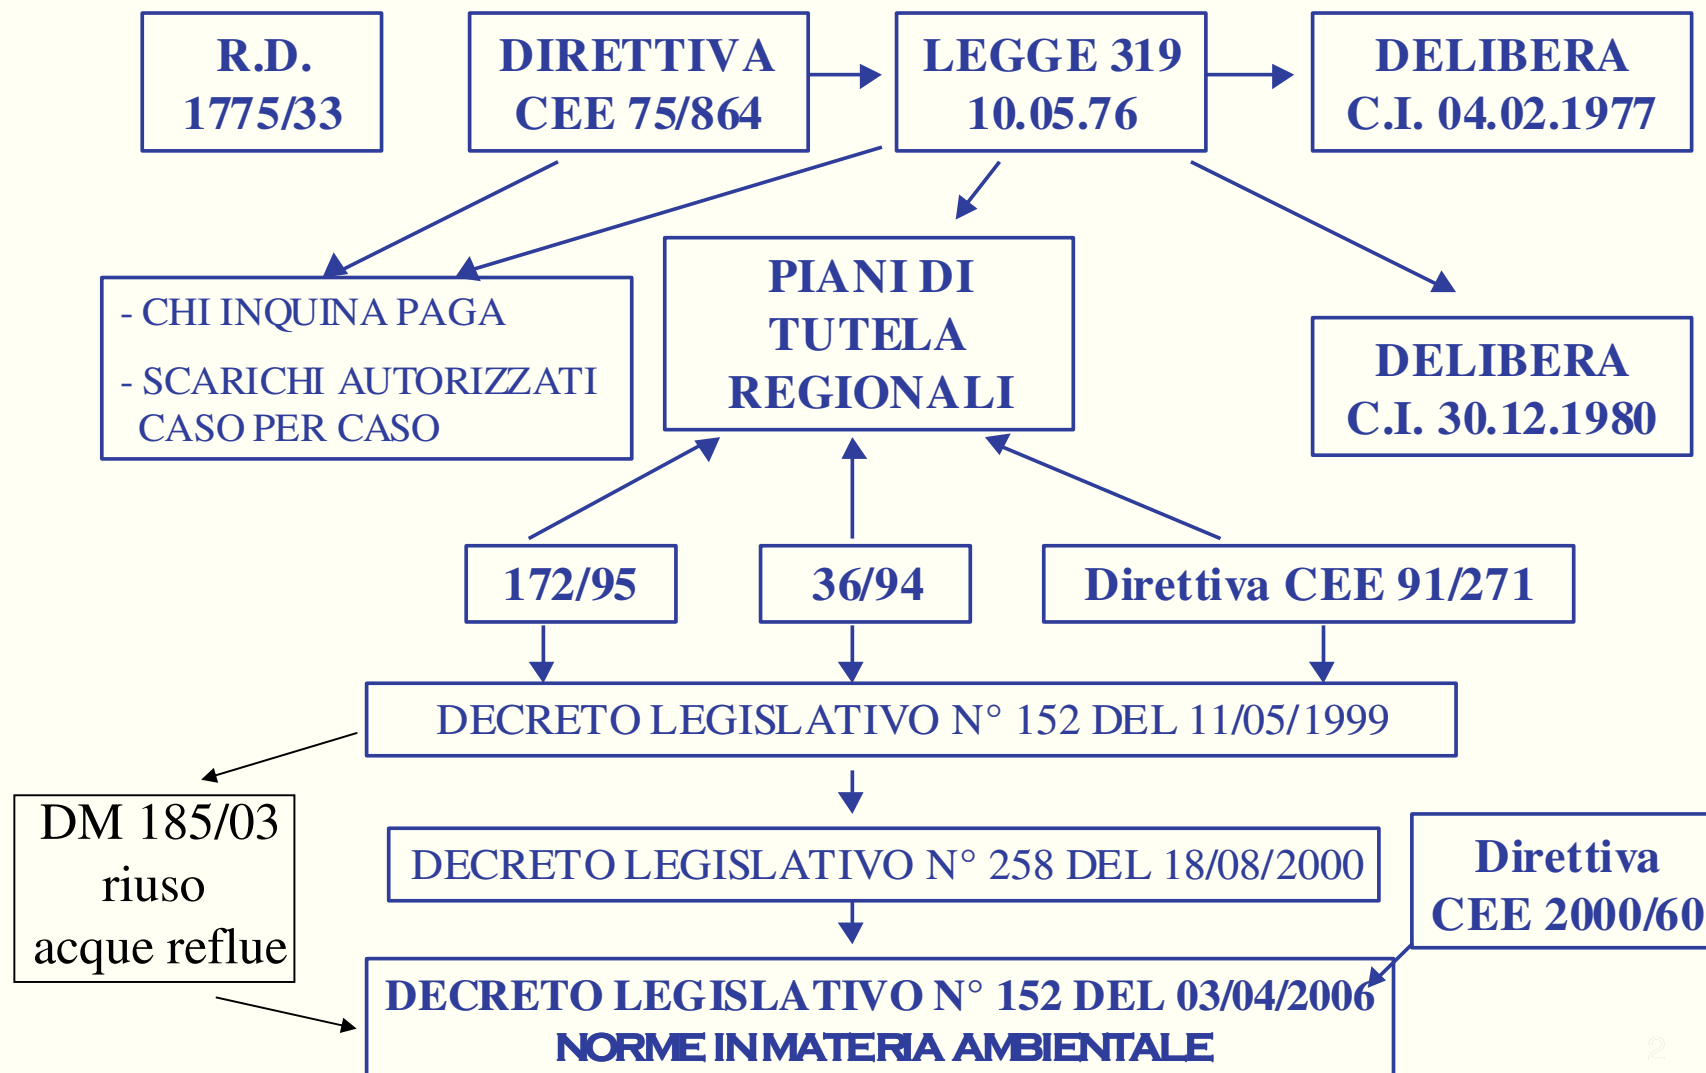 R.D.
1775/33
DIRETTIVA
CEE 75/864
LEGGE 319
10.05.76
DELIBERA
C.I. 04.02.1977
- CHI INQUINA PAGA
- SCARICHI AUTORIZZATI
CASO PER CASO
PIANI DI
TUTELA
REGIONALI
DELIBERA
C.I. 30.12.1980
172/95
36/94
Direttiva CEE 91/271
DECRETO LEGISLATIVO N° 152 DEL 11/05/1999
DM 185/03
riuso
acque reflue
DECRETO LEGISLATIVO N° 258 DEL 18/08/2000
Direttiva
CEE 2000/60
DECRETO LEGISLATIVO N° 152 DEL 03/04/2006
NORME IN MATERIA AMBIENTALE
2